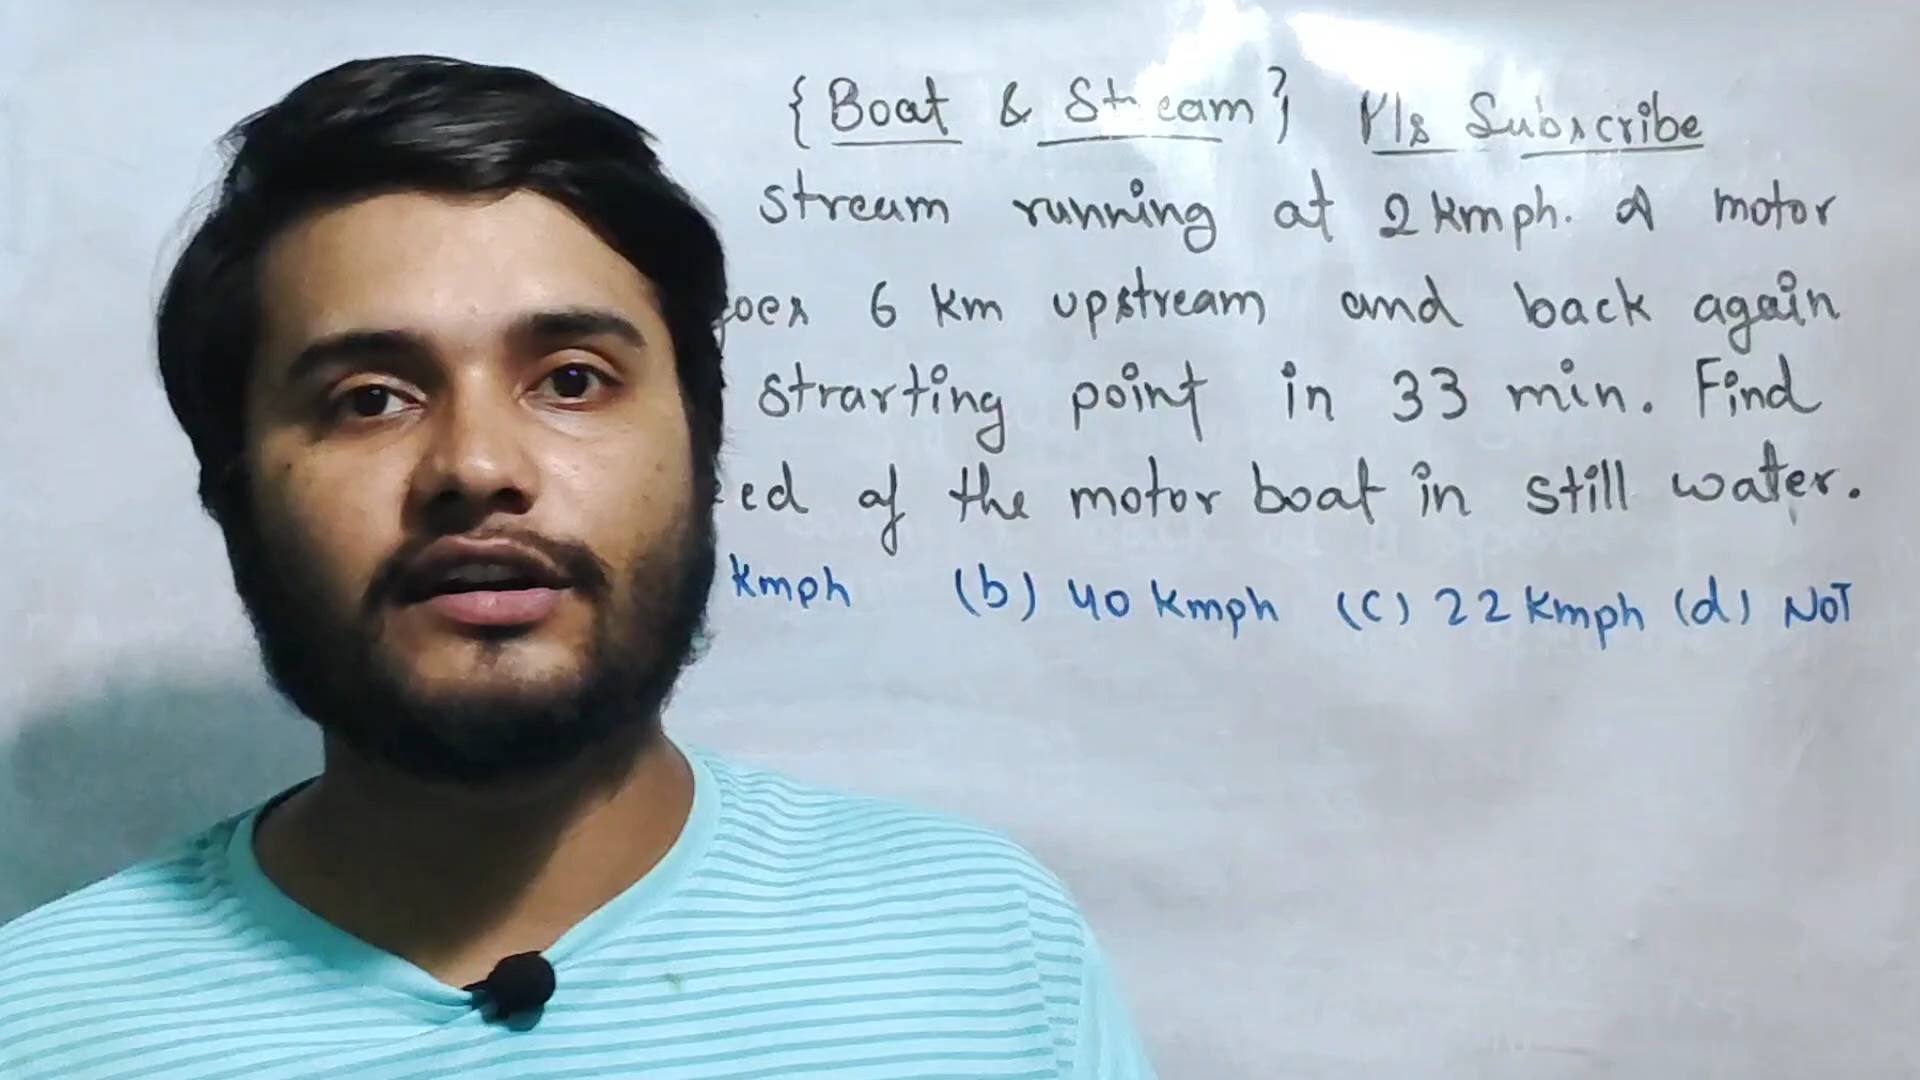 {Boat & Stream} Pls Subscribe
stream running at 2 kmph. A motor
goes 6 km upstream and back again
strarting point in 33 min. Find
ed of the motor boat in still water.
kmph (b) 40 kmph (c) 22 kmph (d) NOT